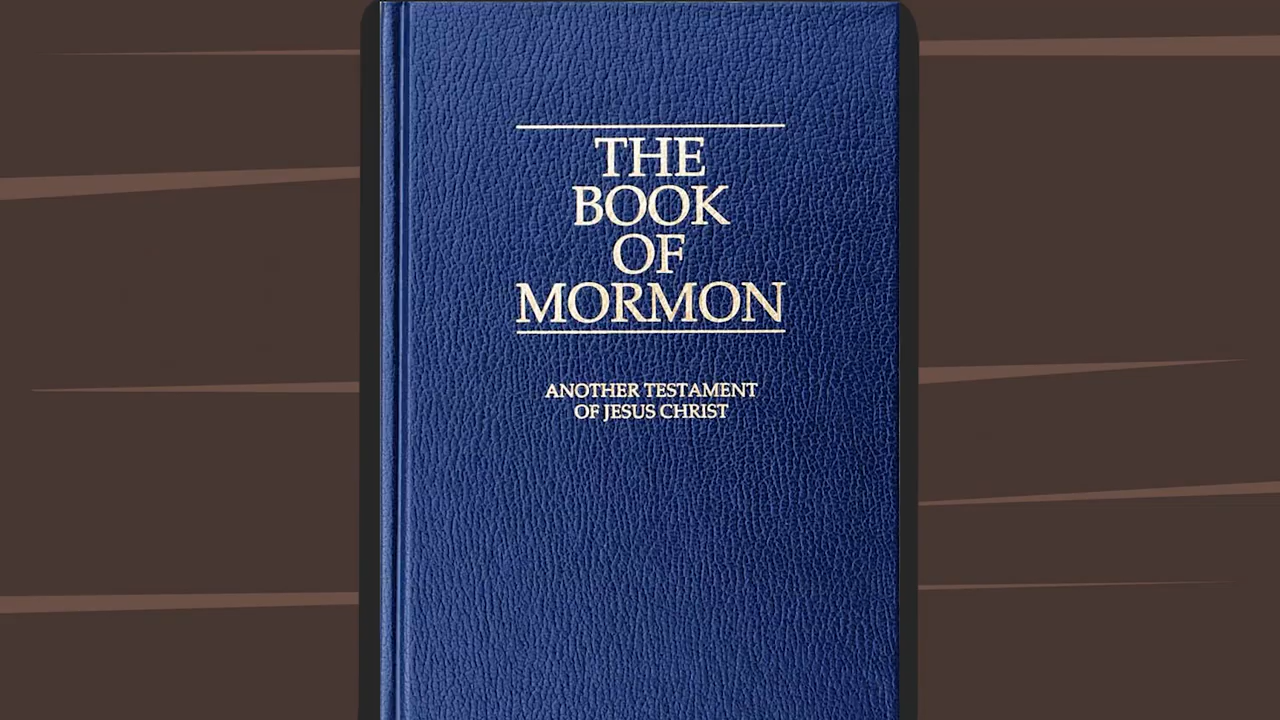 THE
BOOK
OF
MORMON
ANOTHER TESTAMENT
OF JESUS CHRIST